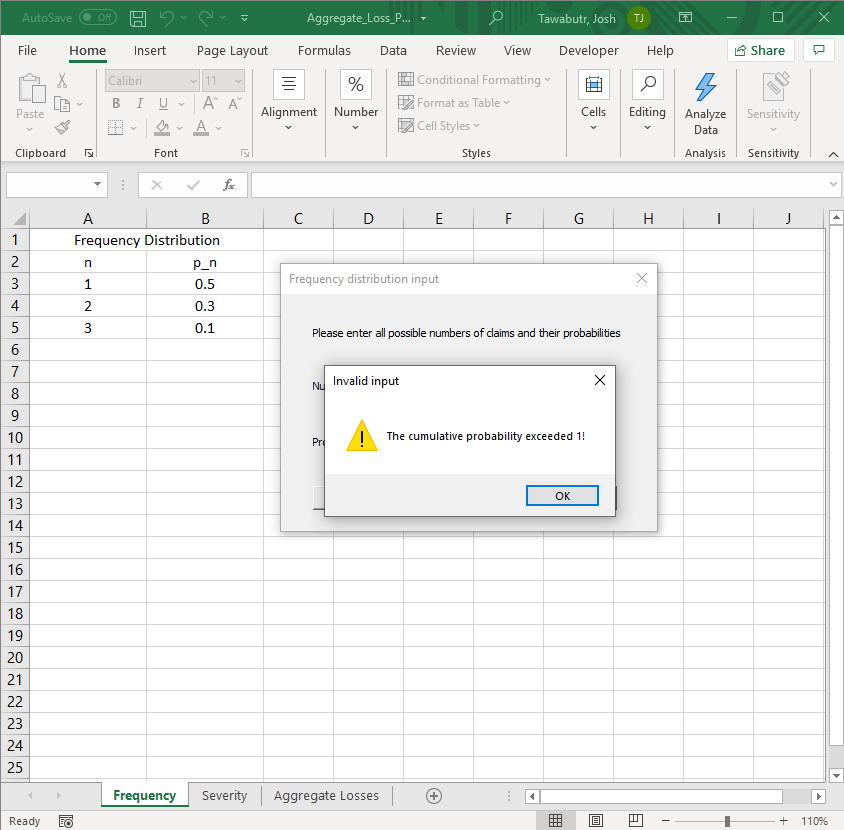 AutoSave Off Aggregate_Loss_P... Tawabutr, Josh TJ
File Home Insert Page Layout Formulas Data Review View Developer Help Share
Paste
Calibri 11
B I U A A
A
Alignment
% Number
Conditional Formatting
Format as Table
Cell Styles
Cells
Editing
Analyze
Data
Sensitivity
Clipboard Font Styles Analysis Sensitivity
fx
A B C D E F G H I J
1 Frequency Distribution
2 n p_n
3 1 0.5
4 2 0.3
5 3 0.1
6
7
8
9
10
11
12
13
14
15
16
17
18
19
20
21
22
23
24
25
Frequency distribution input
Please enter all possible numbers of claims and their probabilities
Nu
Pro
Invalid input
The cumulative probability exceeded 1!
OK
Frequency Severity Aggregate Losses
Ready 110%